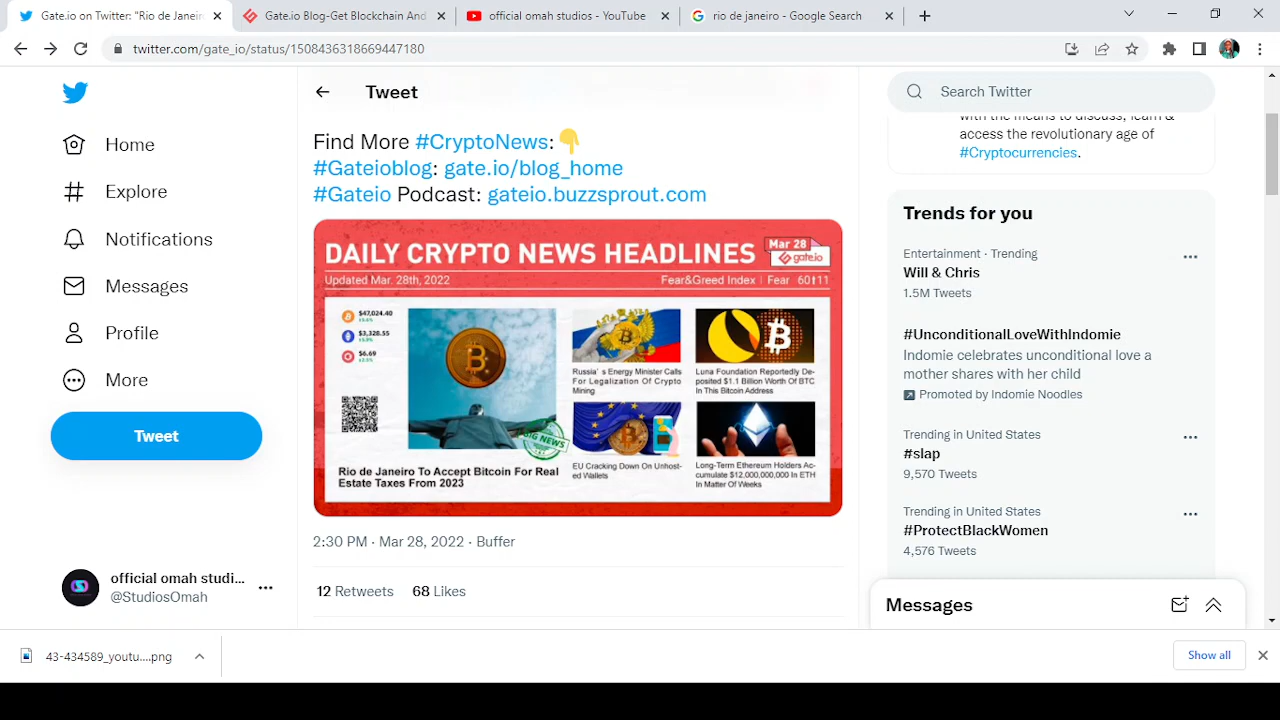 Gate.io on Twitter: "Rio de Janeir
Gate.io Blog-Get Blockchain And
official omah studios - YouTube
rio de janeiro - Google Search
twitter.com/gate_io/status/1508436318669447180
Tweet
Search Twitter
Home
Explore
Notifications
Messages
Profile
More
Tweet
official omah studi...
@StudiosOmah
Find More #CryptoNews:👇
#Gateioblog: gate.io/blog_home
#Gateio Podcast: gateio.buzzsprout.com
DAILY CRYPTO NEWS HEADLINES
Mar 28
gate.io
Updated Mar. 28th, 2022
Fear&Greed Index | Fear 60↑11
$47,024.40
$3,328.55
$6.69
BIG NEWS
Rio de Janeiro To Accept Bitcoin For Real
Estate Taxes From 2023
Russia's Energy Minister Calls
For Legalization Of Crypto
Mining
Luna Foundation Reportedly De-
posited $1.1 Billion Worth Of BTC
In This Bitcoin Address
EU Cracking Down On Unhost-
ed Wallets
Long-Term Ethereum Holders Ac-
cumulate $12,000,000,000 In ETH
In Matter Of Weeks
2:30 PM · Mar 28, 2022 · Buffer
12 Retweets 68 Likes
with the means to discuss, learn &
access the revolutionary age of
#Cryptocurrencies.
Trends for you
Entertainment · Trending
Will & Chris
1.5M Tweets
#UnconditionalLoveWithIndomie
Indomie celebrates unconditional love a
mother shares with her child
Promoted by Indomie Noodles
Trending in United States
#slap
9,570 Tweets
Trending in United States
#ProtectBlackWomen
4,576 Tweets
Messages
43-434589_youtu....png
Show all